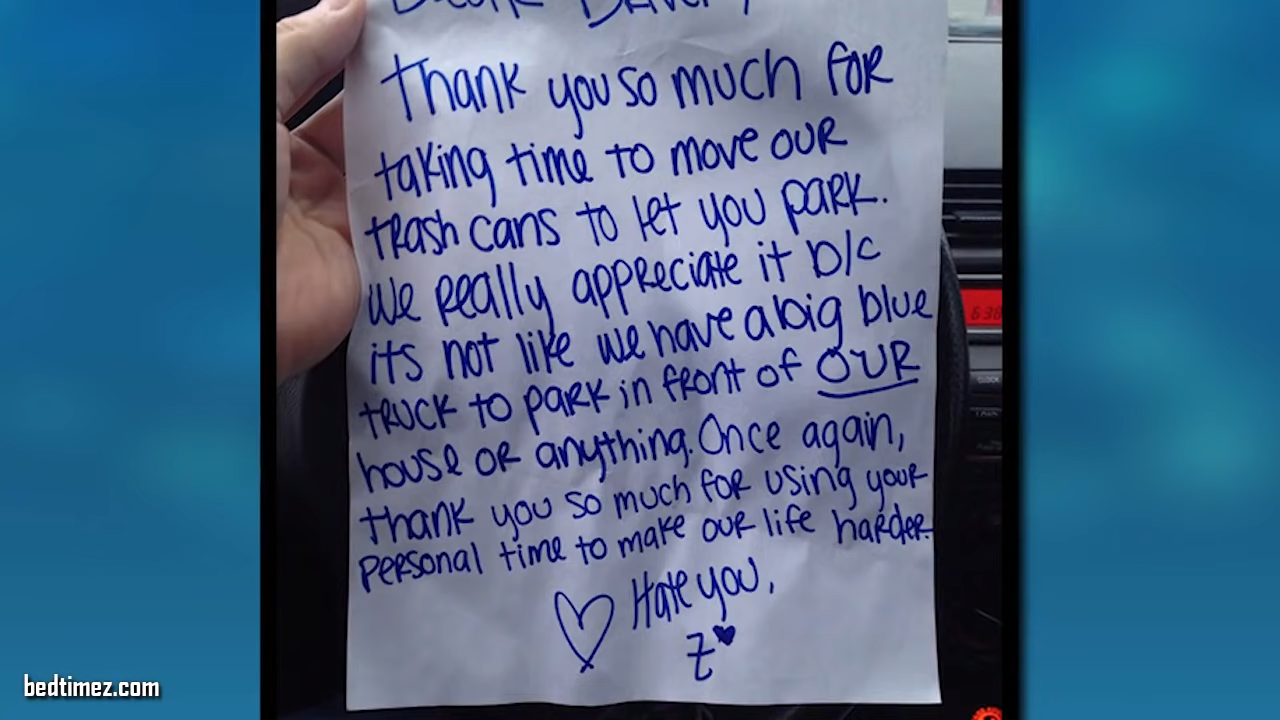 Thank you so much for
taking time to move our
trash cans to let you park.
We really appreciate it b/c
its not like we have a big blue
truck to park in front of OUR
house or anything. Once again,
thank you so much for using your
personal time to make our life harder.
Hate you,
Z
CLOCK
bedtimez.com